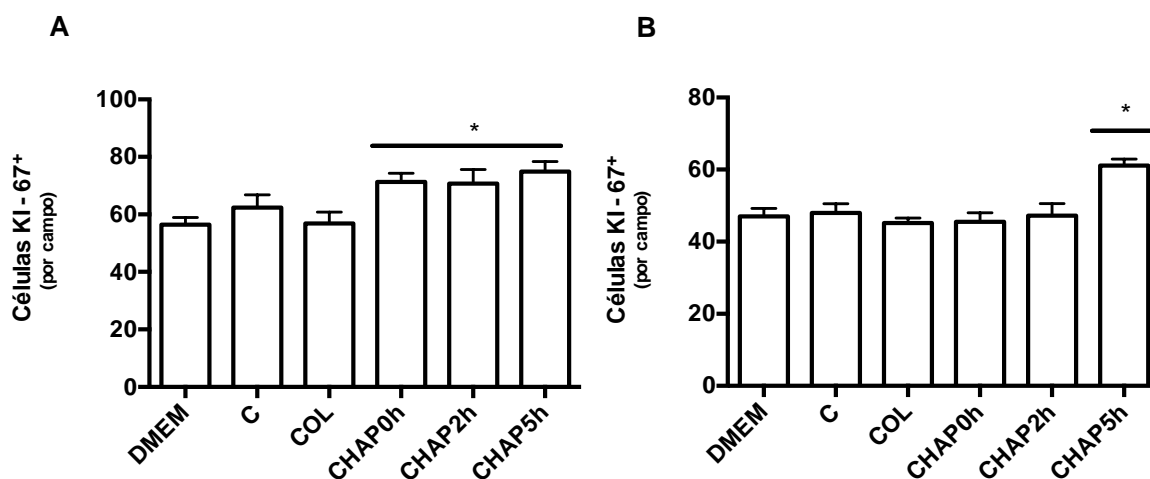 A
Células KI - 67⁺
(por campo)
100
80
60
40
20
0
*
DMEM
C
COL
CHAP0h
CHAP2h
CHAP5h
B
Células KI - 67⁺
(por campo)
80
60
40
20
0
*
DMEM
C
COL
CHAP0h
CHAP2h
CHAP5h